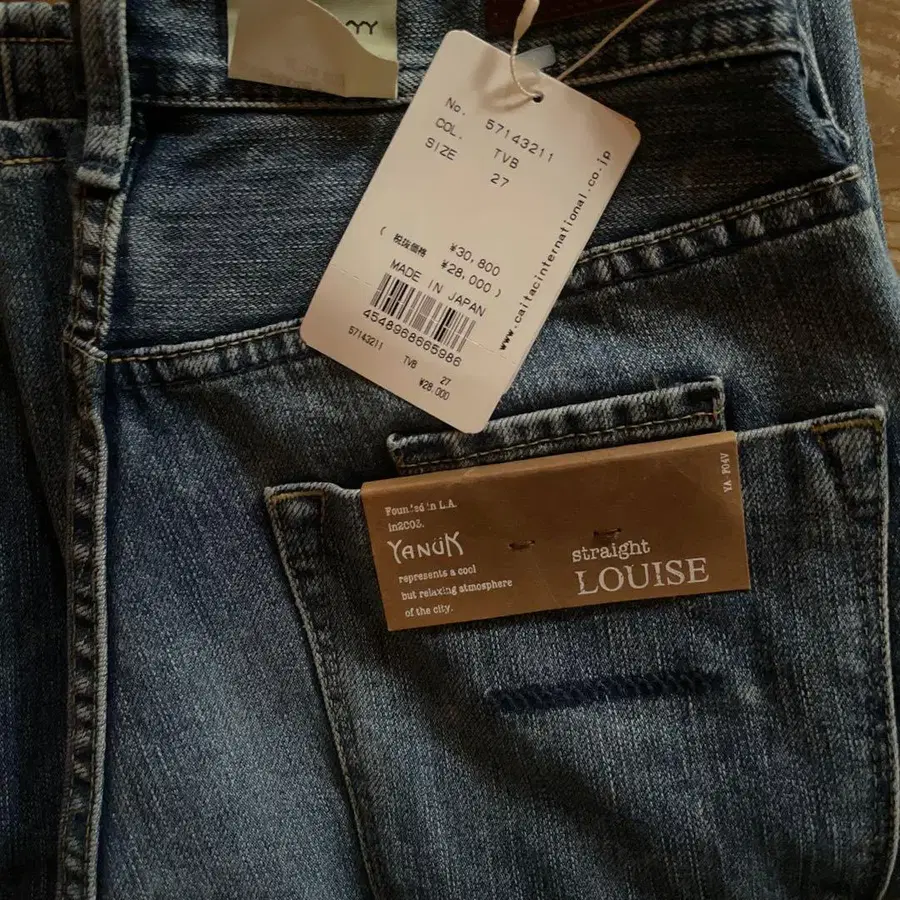 No. 57143211
COL. TVB
SIZE 27
¥30,800
( 税抜価格 ¥28,000 )
MADE IN JAPAN
4548968665986
57143211 TVB 27
¥28,000
www.caitacinternational.co.jp
Founded in L.A.
in2003.
YANUK
represents a cool
but relaxing atmosphere
of the city.
straight
LOUISE
YA F04V